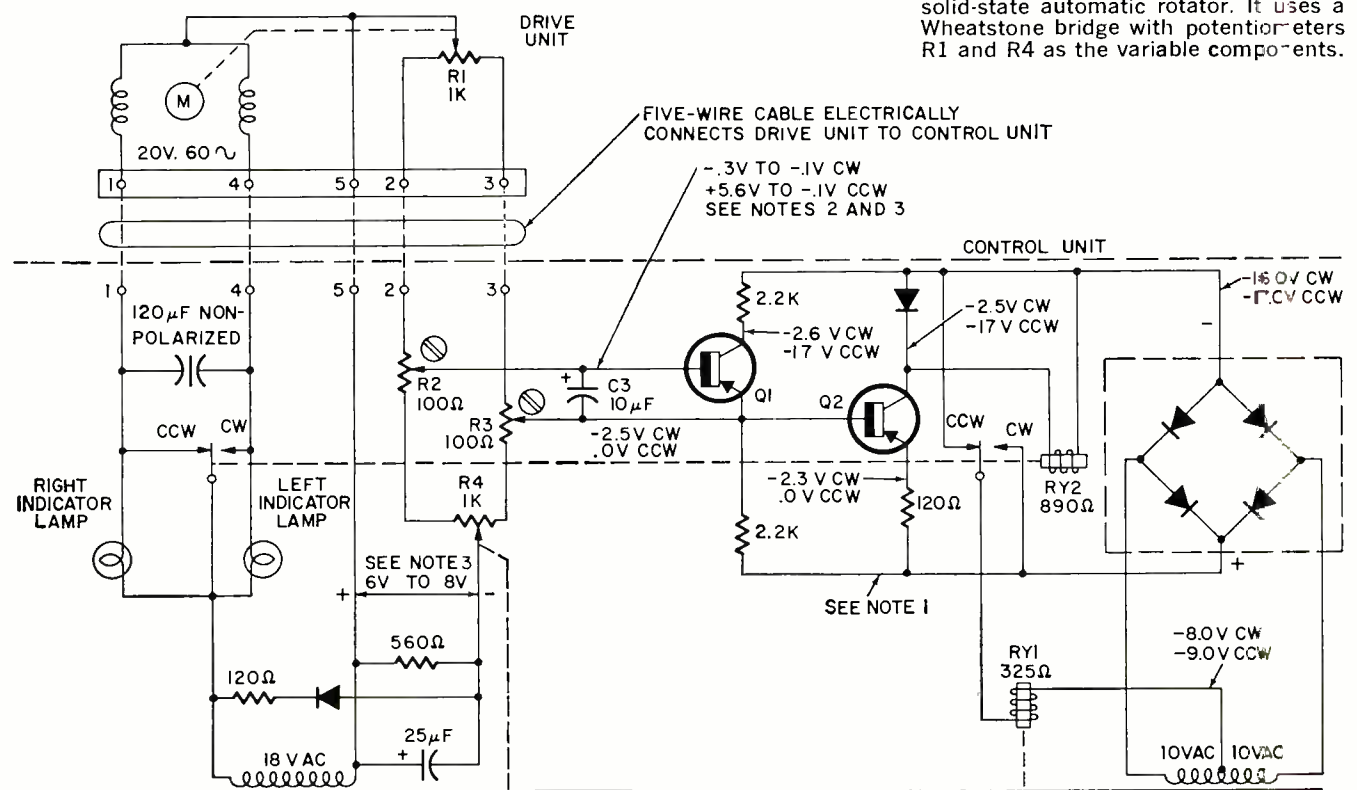 solid-state automatic rotator. It uses a
Wheatstone bridge with potentiometers
R1 and R4 as the variable components.
DRIVE
UNIT
R1
1K
M
20V. 60∿
FIVE-WIRE CABLE ELECTRICALLY
CONNECTS DRIVE UNIT TO CONTROL UNIT
-.3V TO -.1V CW
+5.6V TO -.1V CCW
SEE NOTES 2 AND 3
1 4 5 2 3
CONTROL UNIT
1 4 5 2 3
120μF NON-
POLARIZED
2.2K
-2.6 V CW
-17 V CCW
-2.5V CW
-17 V CCW
CW
CCW
-
R2
100Ω
+
C3
10μF
Q1
Q2
R3
100Ω
-2.5V CW
.0V CCW
CCW
CW
CCW
CW
RIGHT
INDICATOR
LAMP
LEFT
INDICATOR
LAMP
R4
1K
-2.3 V CW
.0 V CCW
120Ω
RY2
890Ω
2.2K
SEE NOTE 3
6V TO 8V
+ -
+
SEE NOTE 1
560Ω
120Ω
RY1
325Ω
-8.0V CW
-9.0V CCW
25μF
+
18 VAC
10VAC 10VAC